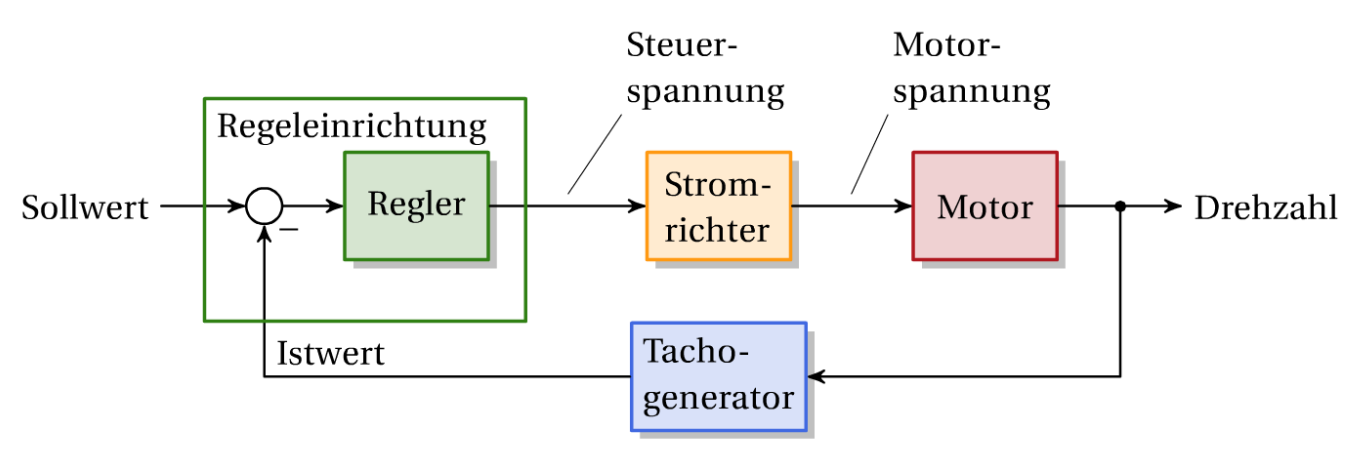 Steuer-
spannung
Motor-
spannung
Regeleinrichtung
Sollwert
Regler
Strom-
richter
Motor
Drehzahl
–
Istwert
Tacho-
generator